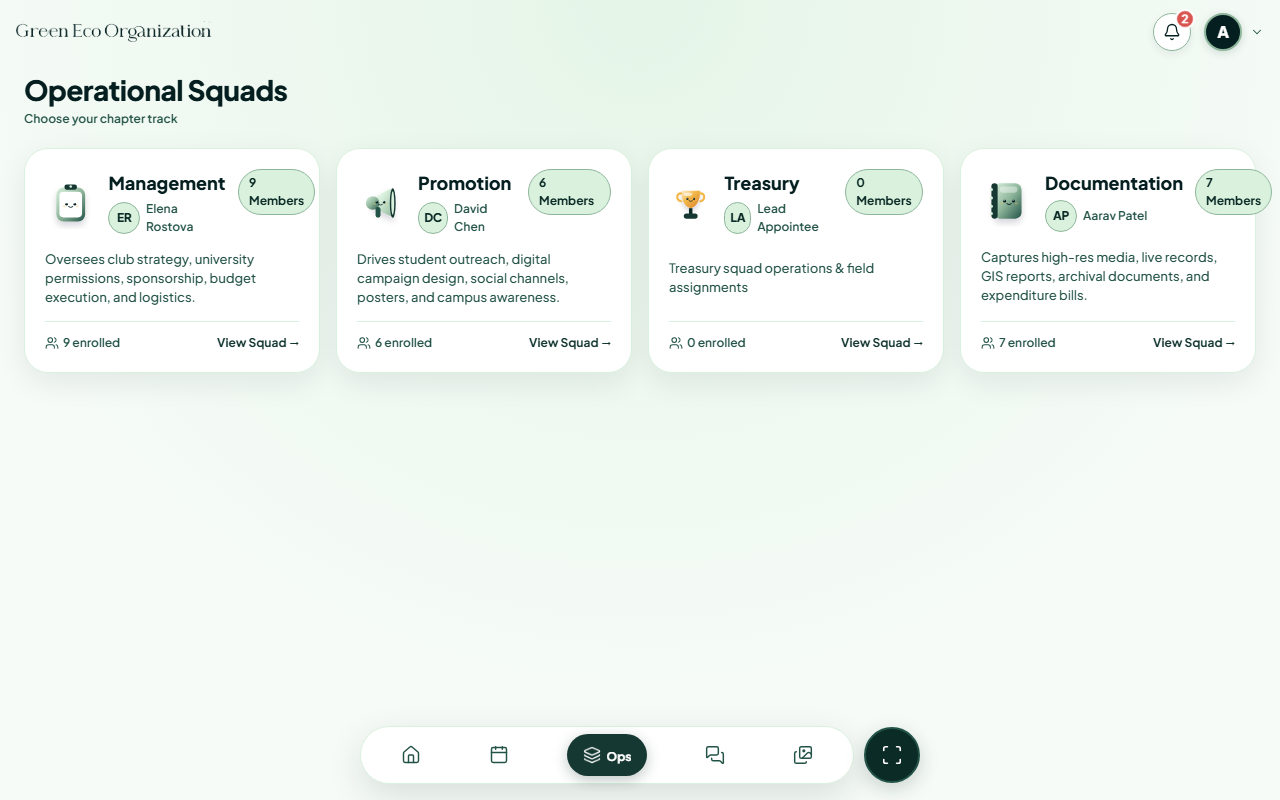 Green Eco Organization
2
A
Operational Squads
Choose your chapter track
Management
9
Members
ER
Elena
Rostova
Oversees club strategy, university
permissions, sponsorship, budget
execution, and logistics.
9 enrolled
View Squad →
Promotion
6
Members
DC
David
Chen
Drives student outreach, digital
campaign design, social channels,
posters, and campus awareness.
6 enrolled
View Squad →
Treasury
0
Members
LA
Lead
Appointee
Treasury squad operations & field
assignments
0 enrolled
View Squad →
Documentation
7
Members
AP
Aarav Patel
Captures high-res media, live records,
GIS reports, archival documents, and
expenditure bills.
7 enrolled
View Squad →
Ops